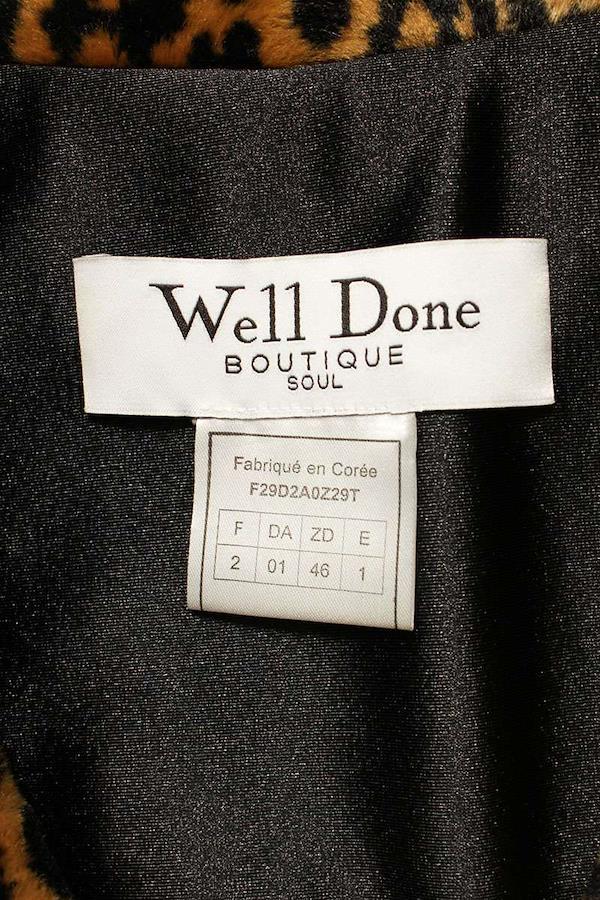 Well Done
BOUTIQUE
SOUL
Fabriqué en Corée
F29D2A0Z29T
F DA ZD E
2 01 46 1